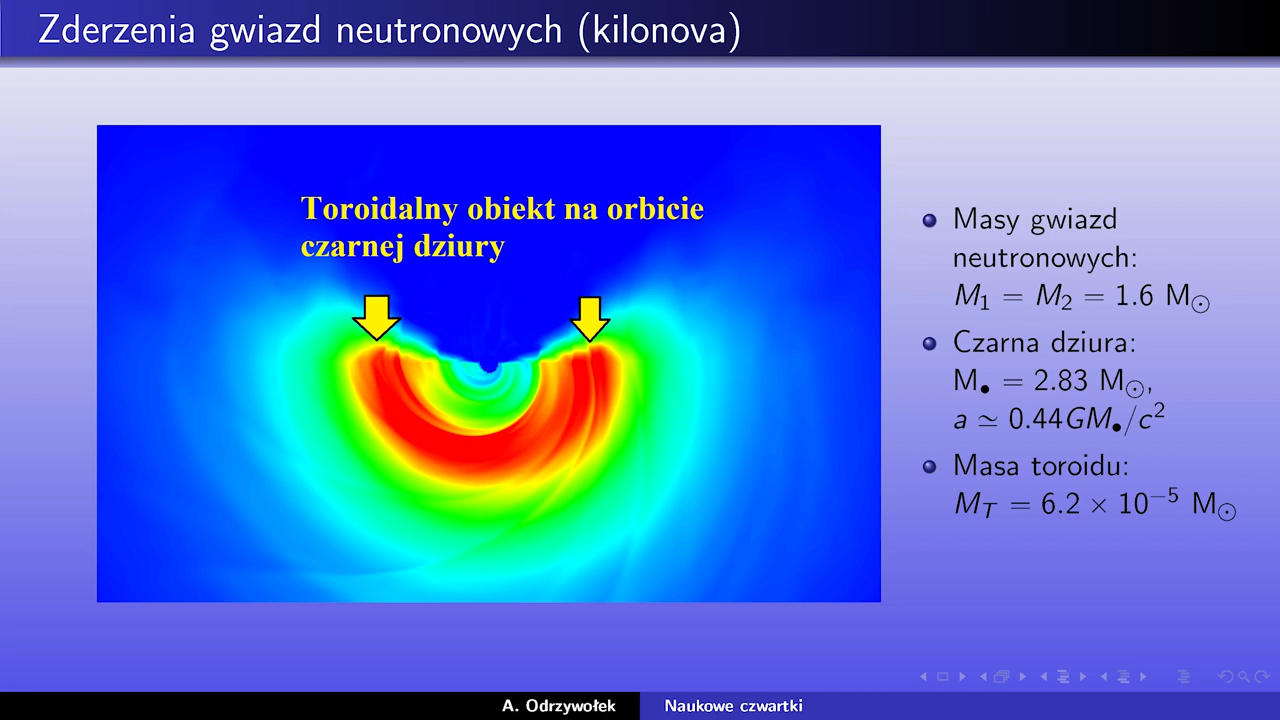 Zderzenia gwiazd neutronowych (kilonova)
Toroidalny obiekt na orbicie
czarnej dziury
Masy gwiazd
neutronowych:
M₁ = M₂ = 1.6 M⊙
Czarna dziura:
M• = 2.83 M⊙,
a ≃ 0.44GM•/c²
Masa toroidu:
M_T = 6.2 × 10⁻⁵ M⊙
A. Odrzywołek
Naukowe czwartki